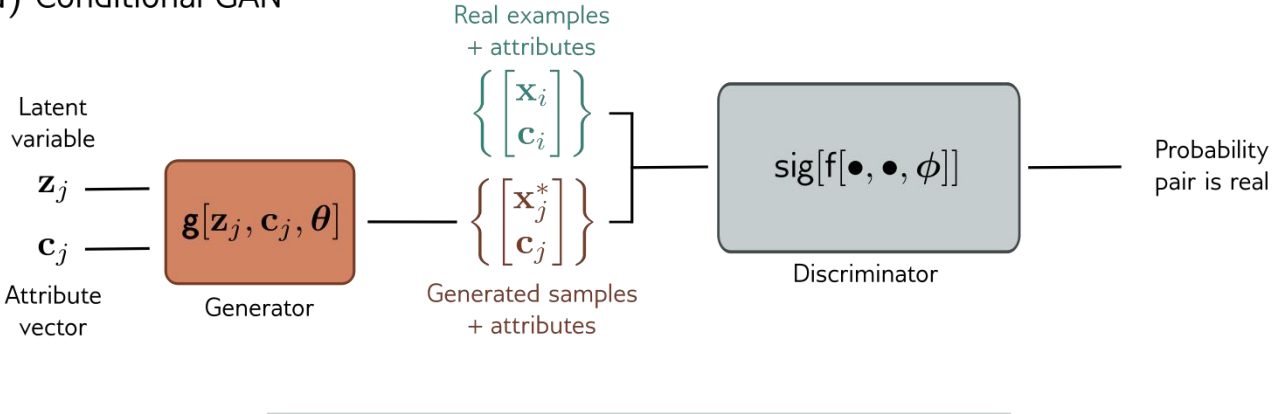 ) Conditional GAN
Real examples
+ attributes
Latent
variable
z_j
c_j
Attribute
vector
g[z_j, c_j, θ]
Generator
{[x_i
c_i]}
{[x_j^*
c_j]}
Generated samples
+ attributes
sig[f[•, •, ϕ]]
Discriminator
Probability
pair is real